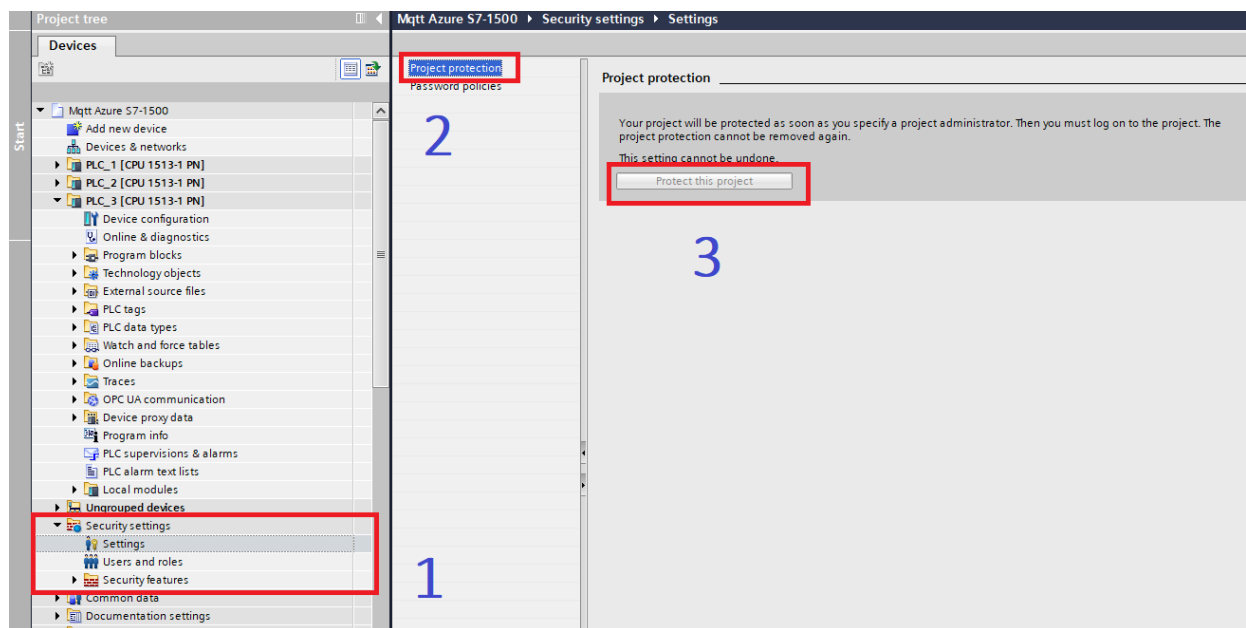 Project tree
Mqtt Azure S7-1500 ▸ Security settings ▸ Settings
Devices
Start
Mqtt Azure S7-1500
Add new device
Devices & networks
PLC_1 [CPU 1513-1 PN]
PLC_2 [CPU 1513-1 PN]
PLC_3 [CPU 1513-1 PN]
Device configuration
Online & diagnostics
Program blocks
Technology objects
External source files
PLC tags
PLC data types
Watch and force tables
Online backups
Traces
OPC UA communication
Device proxy data
Program info
PLC supervisions & alarms
PLC alarm text lists
Local modules
Ungrouped devices
Security settings
Settings
Users and roles
Security features
Common data
Documentation settings
1
Project protection
Password policies
2
Project protection
Your project will be protected as soon as you specify a project administrator. Then you must log on to the project. The
project protection cannot be removed again.
This setting cannot be undone.
Protect this project
3